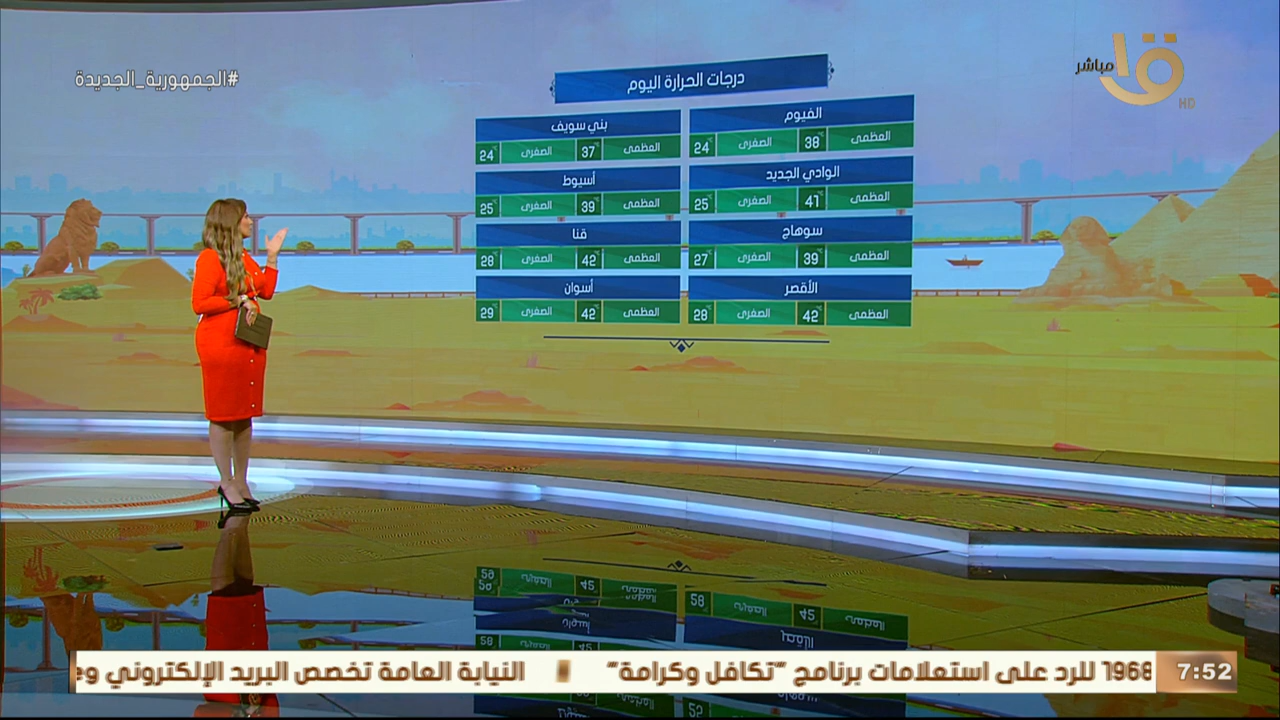 #الجمهورية_الجديدة
مباشر
HD
درجات الحرارة اليوم
الفيوم
العظمى 38°c الصغرى 24°c
بني سويف
العظمى 37°c الصغرى 24°c
الوادي الجديد
العظمى 41°c الصغرى 25°c
أسيوط
العظمى 39°c الصغرى 25°c
سوهاج
العظمى 39°c الصغرى 27°c
قنا
العظمى 42°c الصغرى 28°c
الأقصر
العظمى 42°c الصغرى 28°c
أسوان
العظمى 42°c الصغرى 29°c
7:52
1968 للرد على استعلامات برنامج "تكافل وكرامة" النيابة العامة تخصص البريد الإلكتروني